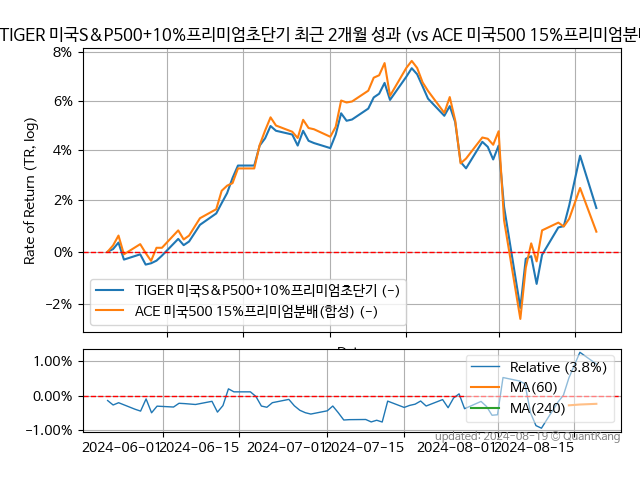 TIGER 미국S&P500+10%프리미엄초단기 최근 2개월 성과 (vs ACE 미국500 15%프리미엄분배
8%
6%
4%
2%
0%
−2%
Rate of Return (TR, log)
TIGER 미국S&P500+10%프리미엄초단기 (-)
ACE 미국500 15%프리미엄분배(합성) (-)
1.00%
0.00%
−1.00%
Relative (3.8%)
MA(60)
MA(240)
2024-06-01 2024-06-15 2024-07-01 2024-07-15 2024-08-01 2024-08-15
updated: 2024-08-19 © QuantKang